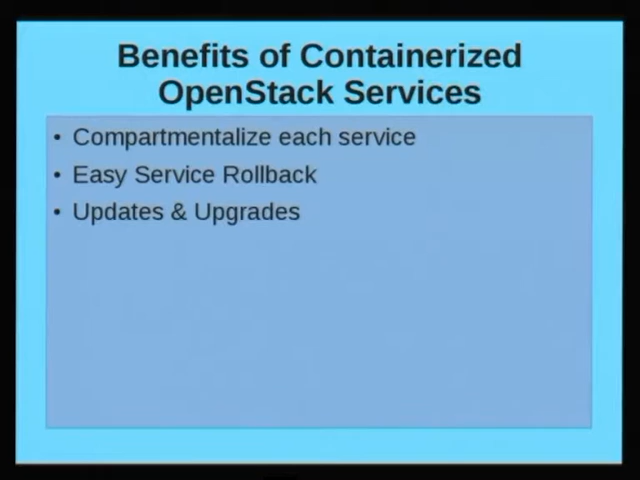 Benefits of Containerized
OpenStack Services
• Compartmentalize each service
• Easy Service Rollback
• Updates & Upgrades